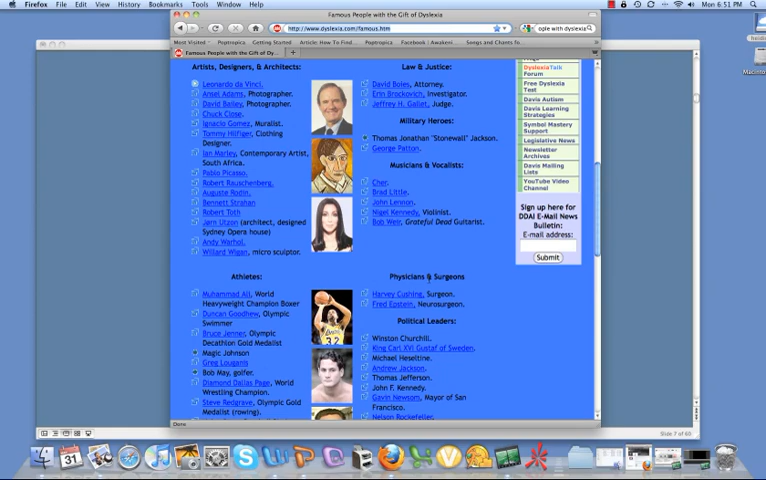 Firefox File Edit View History Bookmarks Tools Window Help
Mon 6:51 PM
Famous People with the Gift of Dyslexia
http://www.dyslexia.com/famous.htm
ople with dyslexia
Most Visited Poptropica Getting Started Article: How To Find... Poptropica Facebook | Awakeni... Songs and Chants fo...
Famous People with the Gift of Dy...
Artists, Designers, & Architects:
Leonardo da Vinci.
Ansel Adams, Photographer.
David Bailey, Photographer.
Chuck Close.
Ignacio Gomez, Muralist.
Tommy Hilfiger, Clothing
Designer.
Ian Marley, Contemporary Artist,
South Africa.
Pablo Picasso.
Robert Rauschenberg.
Auguste Rodin.
Bennett Strahan
Robert Toth
Jørn Utzon (architect, designed
Sydney Opera house)
Andy Warhol.
Willard Wigan, micro sculptor.
Athletes:
Muhammad Ali, World
Heavyweight Champion Boxer
Duncan Goodhew, Olympic
Swimmer
Bruce Jenner, Olympic
Decathlon Gold Medalist
Magic Johnson
Greg Louganis
Bob May, golfer.
Diamond Dallas Page, World
Wrestling Champion.
Steve Redgrave, Olympic Gold
Medalist (rowing).
Law & Justice:
David Boies, Attorney.
Erin Brockovich, Investigator.
Jeffrey H. Gallet, Judge.
Military Heroes:
Thomas Jonathan "Stonewall" Jackson.
George Patton.
Musicians & Vocalists:
Cher.
Brad Little.
John Lennon.
Nigel Kennedy, Violinist.
Bob Weir, Grateful Dead Guitarist.
Physicians & Surgeons
Harvey Cushing, Surgeon.
Fred Epstein, Neurosurgeon.
Political Leaders:
Winston Churchill.
King Carl XVI Gustaf of Sweden.
Michael Heseltine.
Andrew Jackson.
Thomas Jefferson.
John F. Kennedy.
Gavin Newsom, Mayor of San
Francisco.
Nelson Rockefeller.
DyslexiaTalk
Forum
Free Dyslexia
Test
Davis Autism
Davis Learning
Strategies
Symbol Mastery
Support
Legislative News
Newsletter
Archives
Davis Mailing
Lists
YouTube Video
Channel
Sign up here for
DDAI E-Mail News
Bulletin:
E-mail address:
Submit
Done
Slide 7 of 60